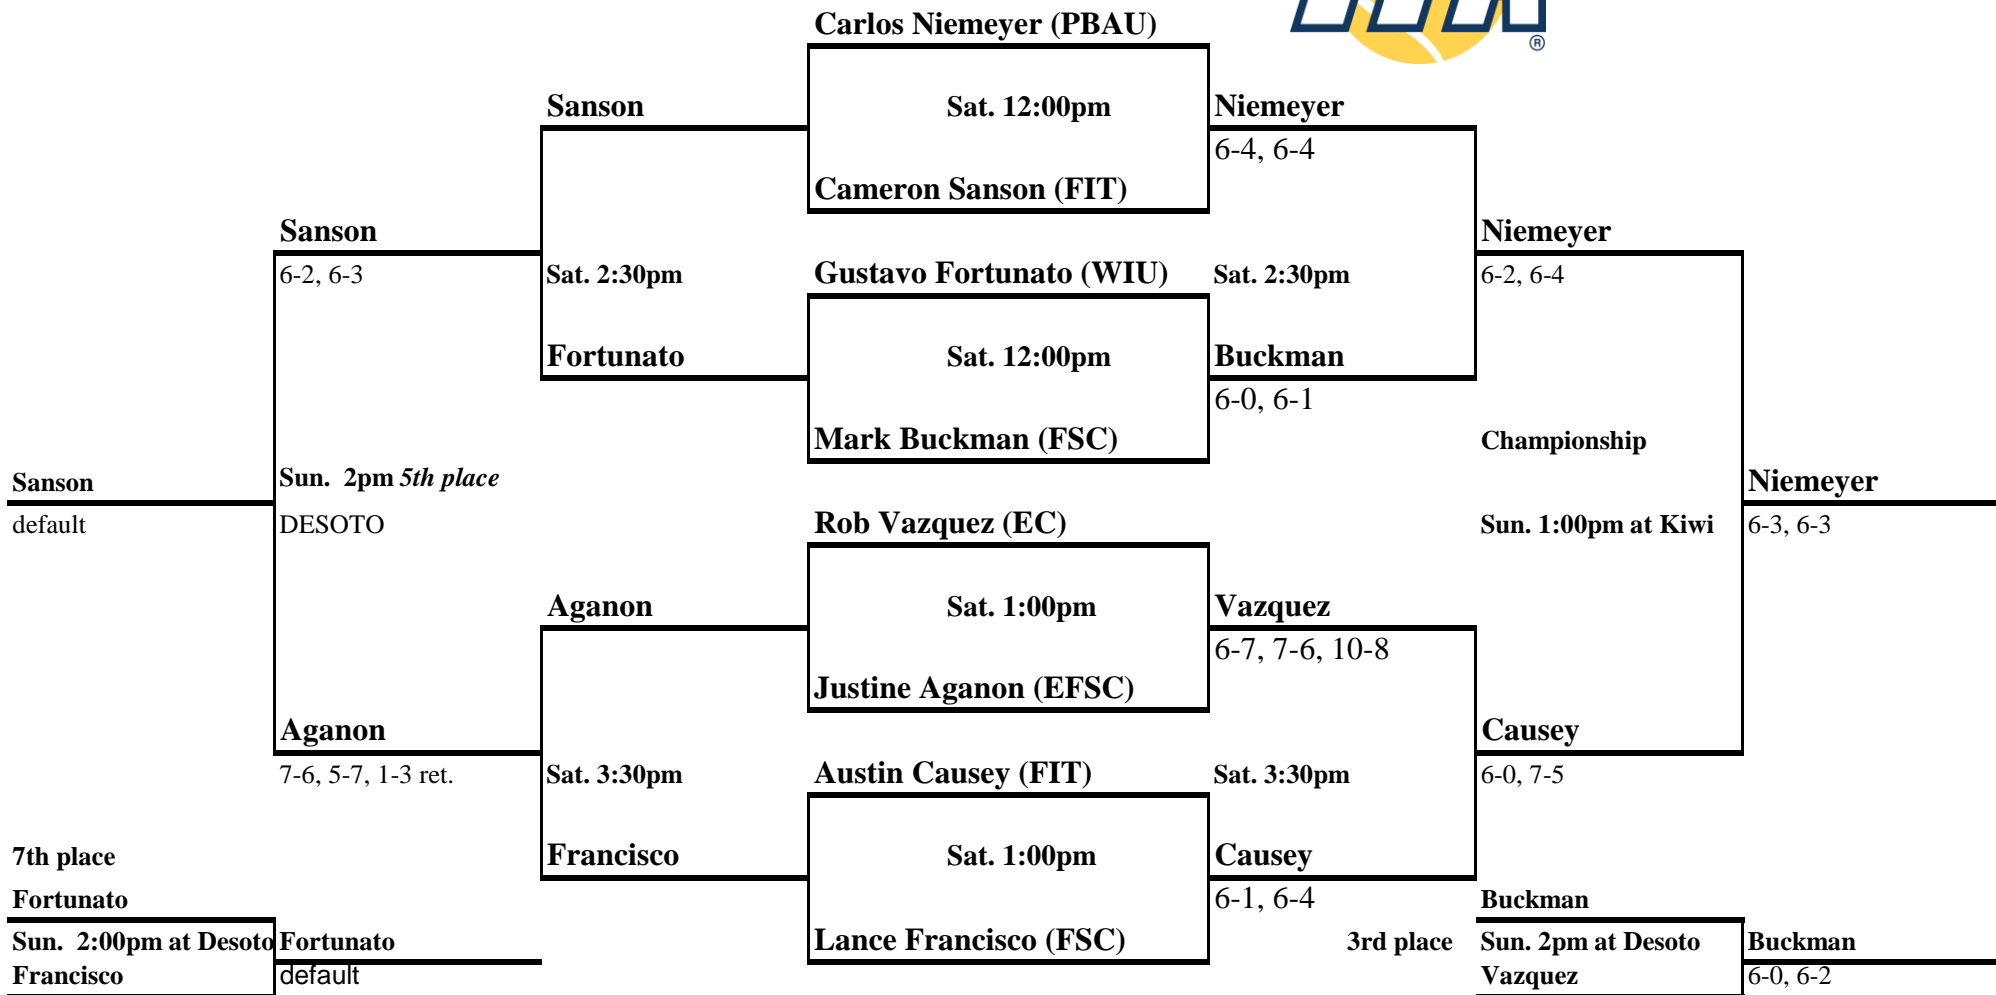 Carlos Niemeyer (PBAU)
®
Sanson Sat. 12:00pm Niemeyer
6-4, 6-4
Cameron Sanson (FIT)
Sanson Niemeyer
6-2, 6-3 Sat. 2:30pm Gustavo Fortunato (WIU) Sat. 2:30pm 6-2, 6-4
Fortunato Sat. 12:00pm Buckman
6-0, 6-1
Mark Buckman (FSC) Championship
Sanson Sun. 2pm 5th place Niemeyer
default DESOTO Rob Vazquez (EC) Sun. 1:00pm at Kiwi 6-3, 6-3
Aganon Sat. 1:00pm Vazquez
6-7, 7-6, 10-8
Justine Aganon (EFSC)
Aganon Causey
7-6, 5-7, 1-3 ret. Sat. 3:30pm Austin Causey (FIT) Sat. 3:30pm 6-0, 7-5
7th place Francisco Sat. 1:00pm Causey
Fortunato 6-1, 6-4 Buckman
Sun. 2:00pm at Desoto Fortunato Lance Francisco (FSC) 3rd place Sun. 2pm at Desoto Buckman
Francisco default Vazquez 6-0, 6-2